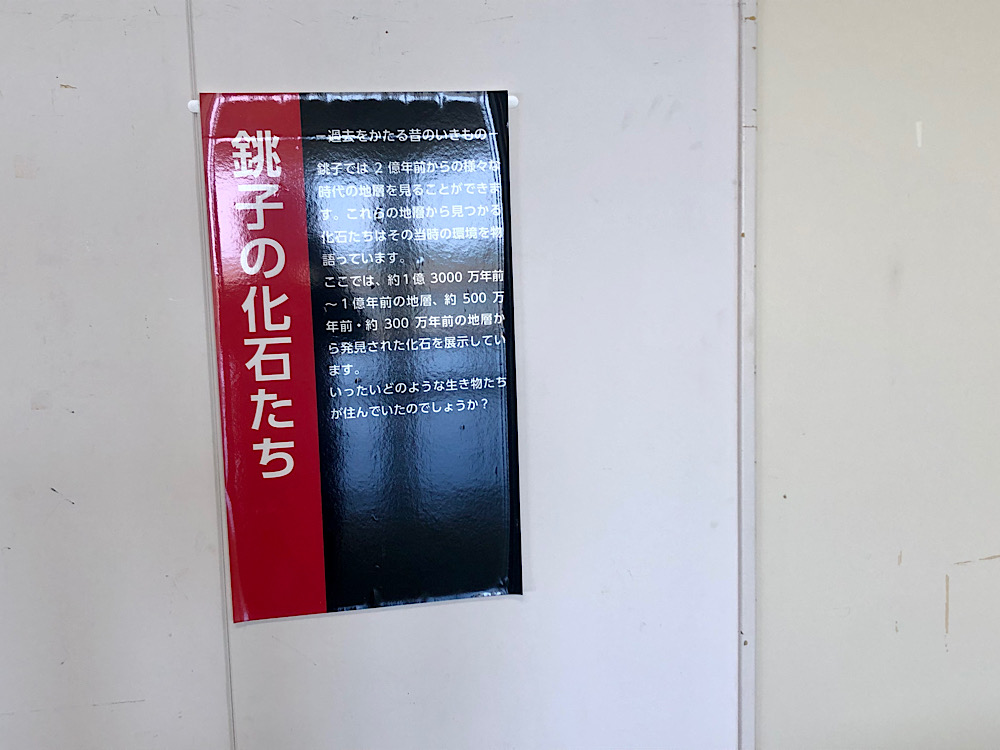 銚子の化石たち
―過去をかたる昔のいきもの―
銚子では 2 億年前からの様々な
時代の地層を見ることができま
す。これらの地層から見つかる
化石たちはその当時の環境を物
語っています。
ここでは、約1億 3000 万年前
～1億年前の地層、約 500 万
年前・約 300 万年前の地層か
ら発見された化石を展示してい
ます。
いったいどのような生き物たち
が住んでいたのでしょうか？